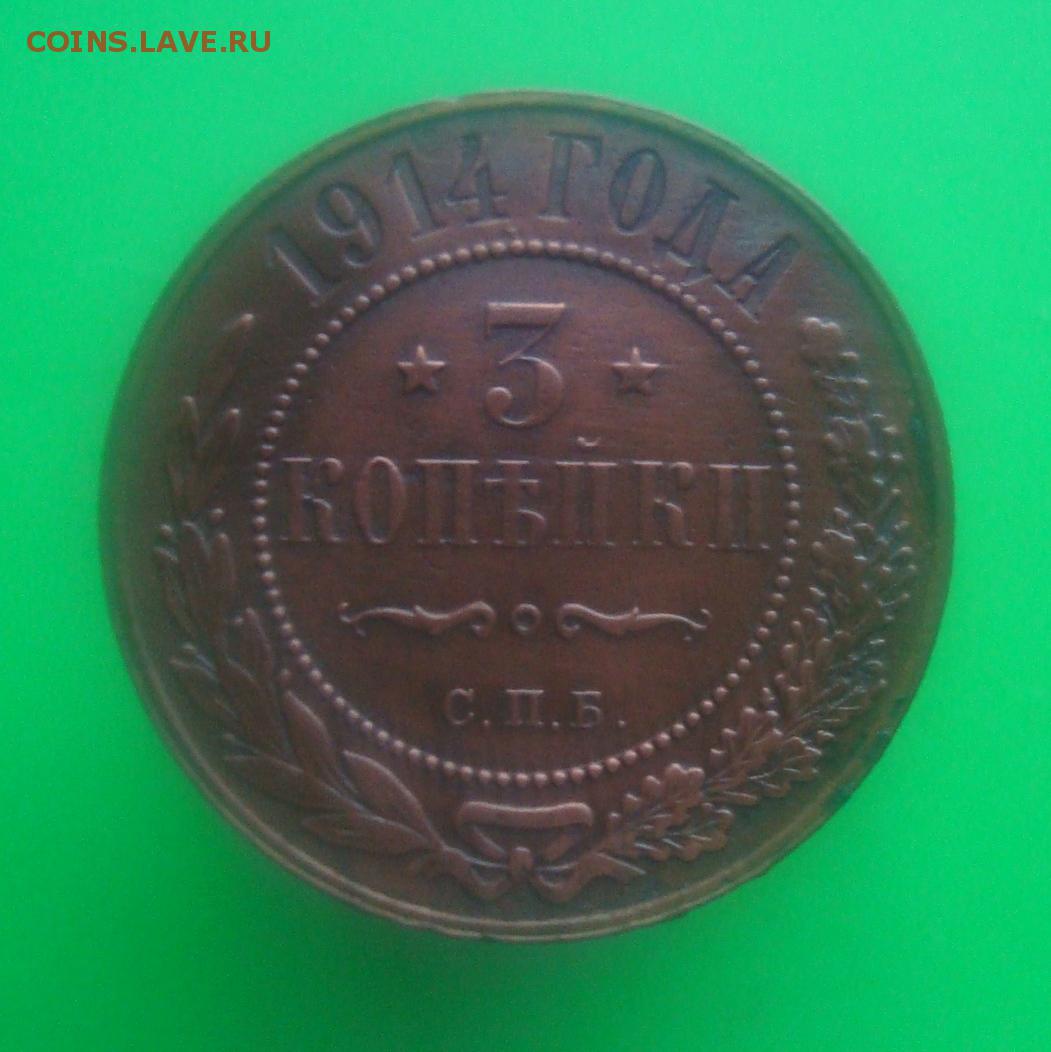 COINS.LAVE.RU
1914 ГОДА
3
КОПѢЙКИ
С.П.Б.